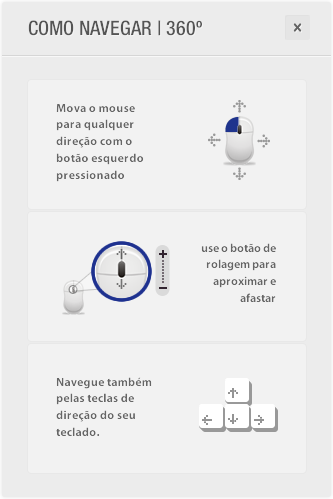 COMO NAVEGAR | 360º
x
Mova o mouse
para qualquer
direção com o
botão esquerdo
pressionado
use o botão de
rolagem para
aproximar e
afastar
Navegue também
pelas teclas de
direção do seu
teclado.